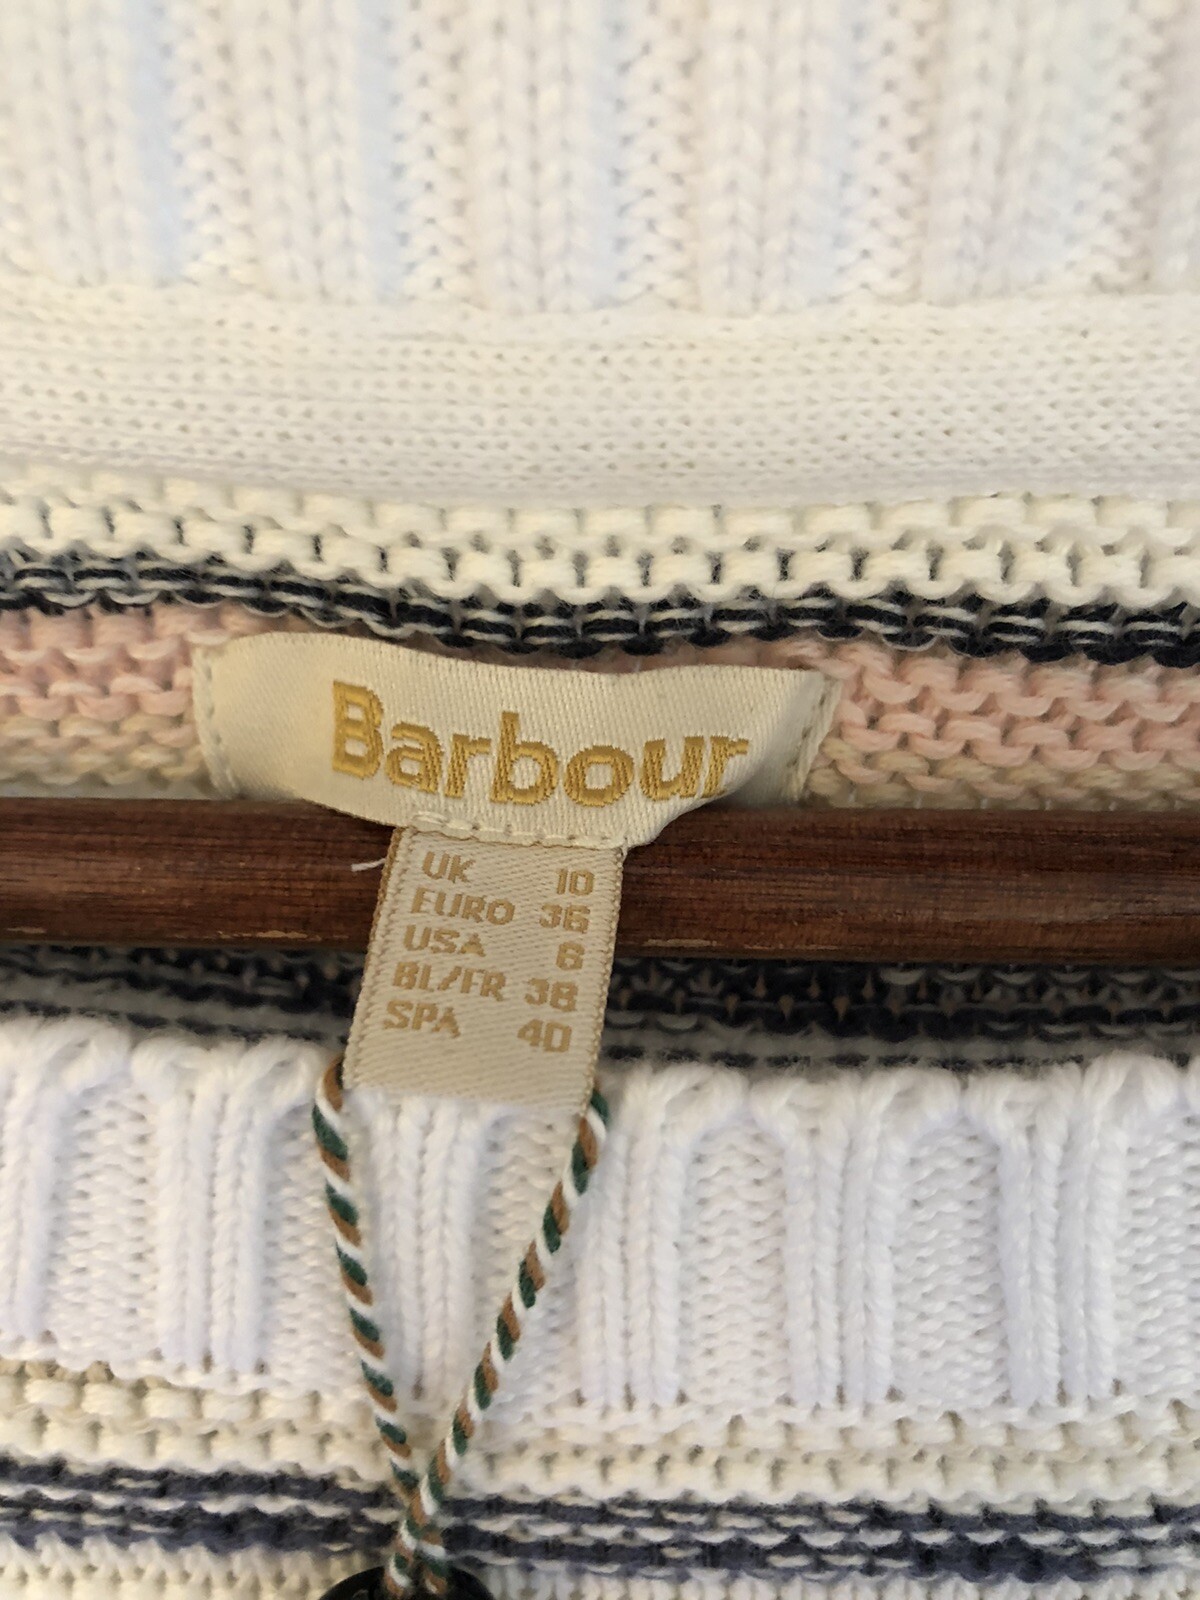 Barbour
UK 10
EURO 36
USA 6
BL/FR 38
SPA 40